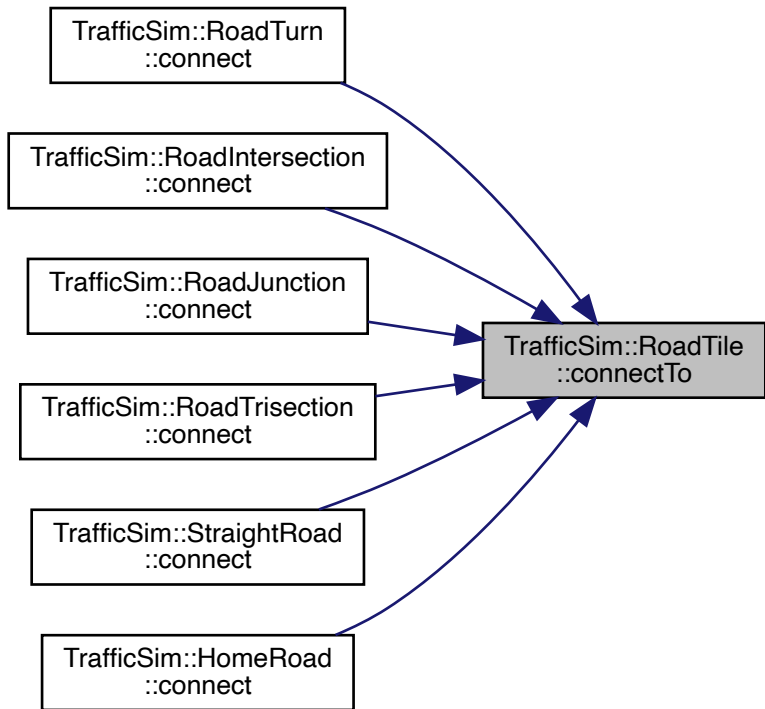 TrafficSim::RoadTurn
::connect
TrafficSim::RoadIntersection
::connect
TrafficSim::RoadJunction
::connect
TrafficSim::RoadTile
::connectTo
TrafficSim::RoadTrisection
::connect
TrafficSim::StraightRoad
::connect
TrafficSim::HomeRoad
::connect